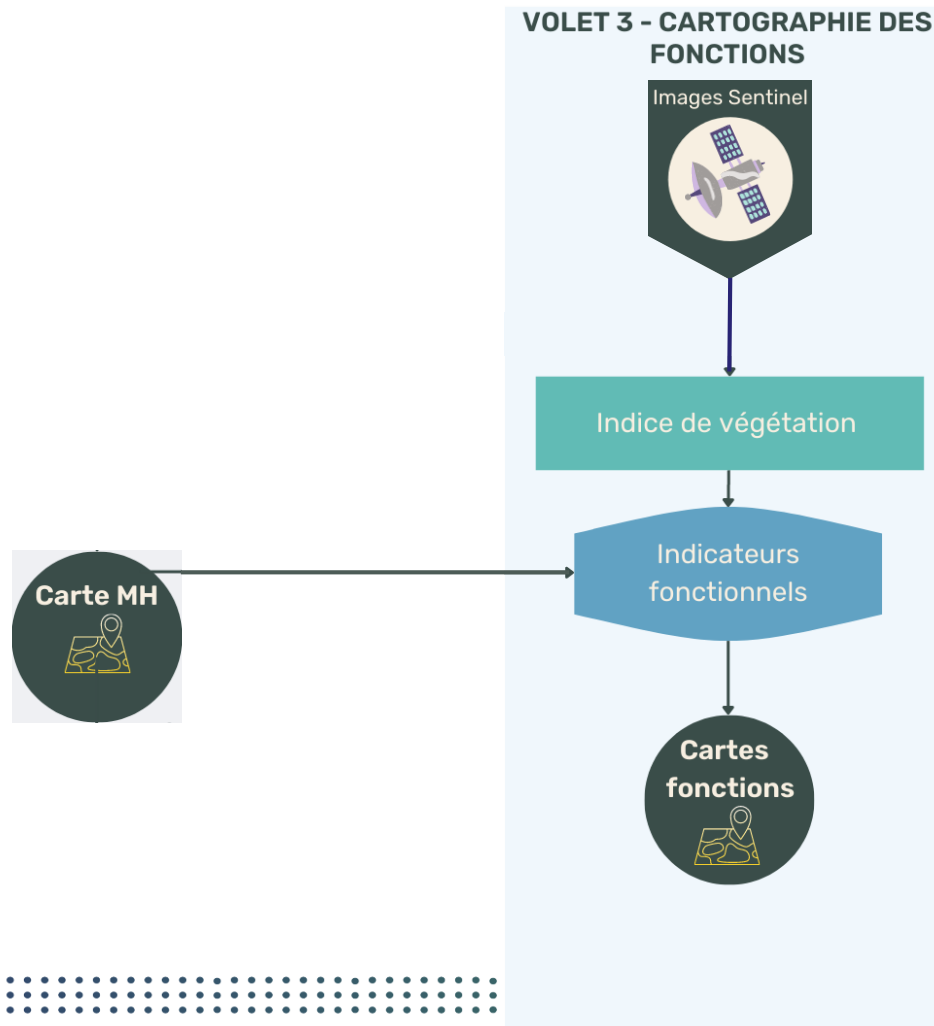 VOLET 3 - CARTOGRAPHIE DES
FONCTIONS
Images Sentinel
Indice de végétation
Indicateurs
fonctionnels
Carte MH
Cartes
fonctions